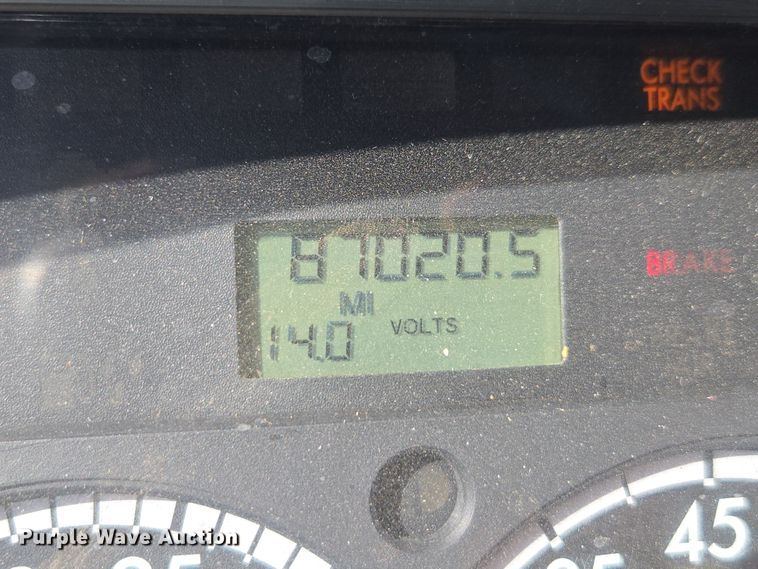 CHECK
TRANS
87020.5
BRAKE
MI
14.0 VOLTS
45
Purple Wave Auction